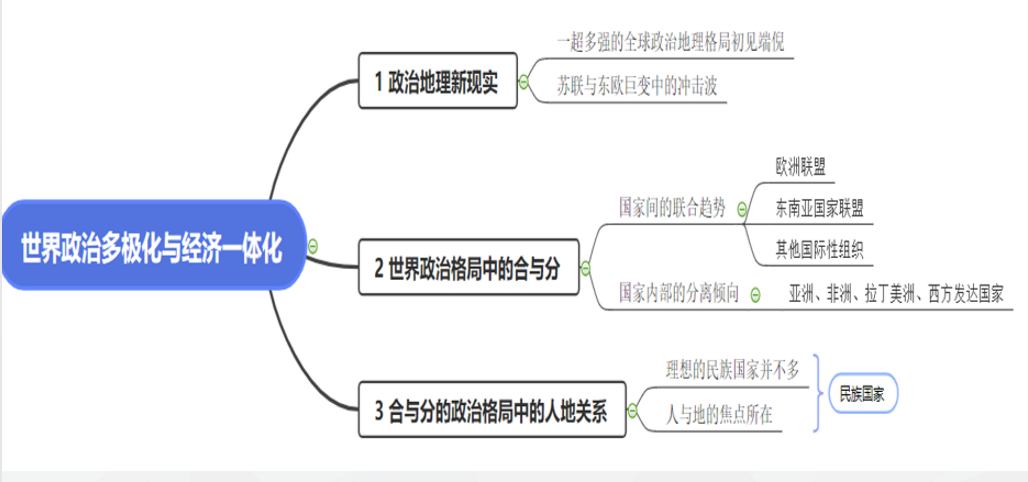 一超多强的全球政治地理格局初见端倪
1 政治地理新现实
苏联与东欧巨变中的冲击波
欧洲联盟
国家间的联合趋势
东南亚国家联盟
世界政治多极化与经济一体化
其他国际性组织
2 世界政治格局中的合与分
国家内部的分离倾向
亚洲、非洲、拉丁美洲、西方发达国家
理想的民族国家并不多
民族国家
3 合与分的政治格局中的人地关系
人与地的焦点所在